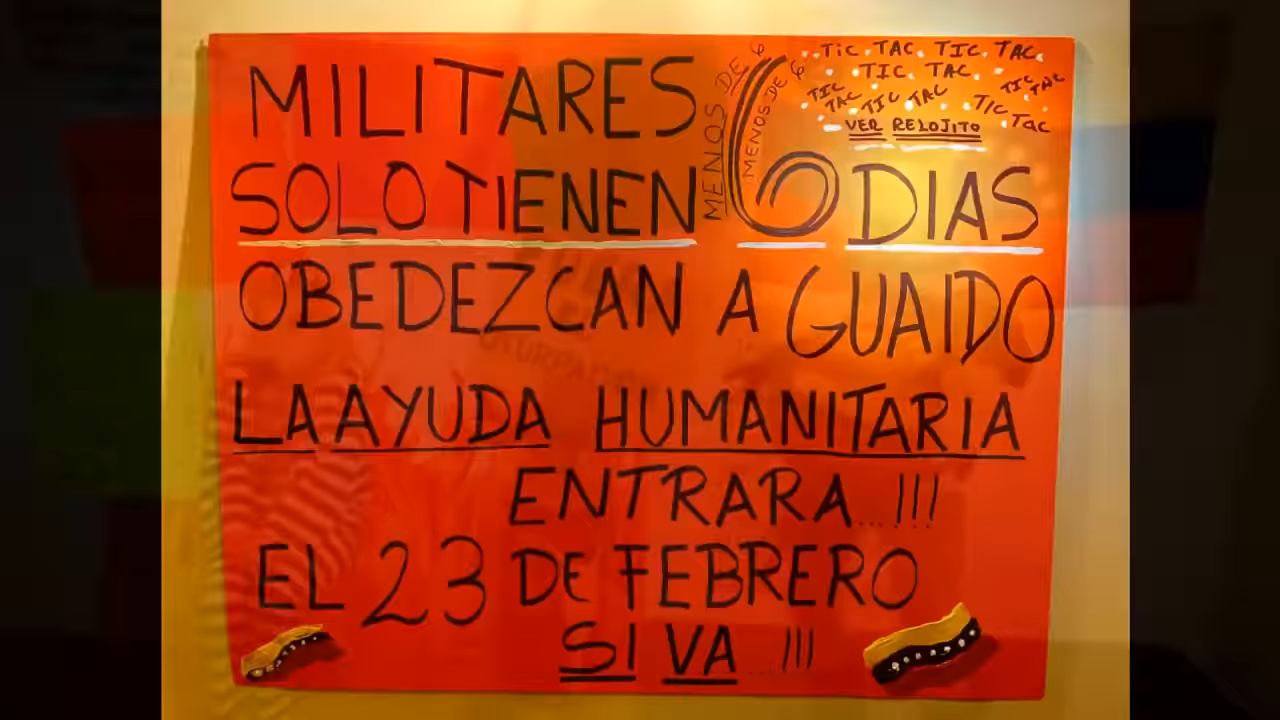 MILITARES
SOLO TIENEN 6 DIAS
MENOS DE 6
MENOS DE 6
TIC TAC TIC TAC
TIC TAC
TIC TAC
TIC TAC
TIC TAC
TIC TAC
VER RELOJITO
OBEDEZCAN A GUAIDO
LA AYUDA HUMANITARIA
ENTRARA...!!!
EL 23 DE FEBRERO
SI VA...!!!